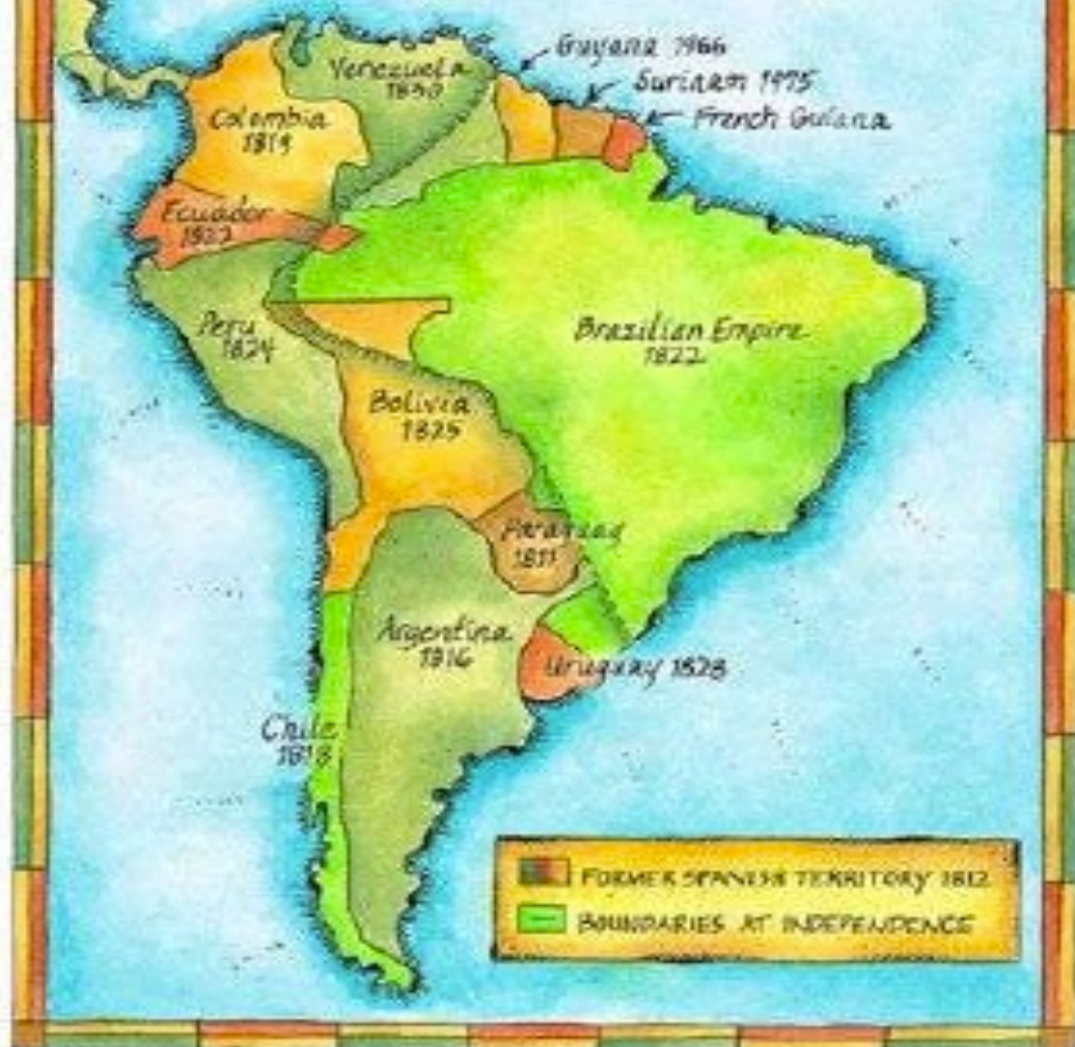 Guyana 1966
Venezuela
1830
Surinam 1975
Colombia
1819
French Guiana
Ecuador
1822
Peru
1824
Brazilian Empire
1822
Bolivia
1825
Paraguay
1811
Argentina
1816
Uruguay 1828
Chile
1818
FORMER SPANISH TERRITORY 1812
BOUNDARIES AT INDEPENDENCE